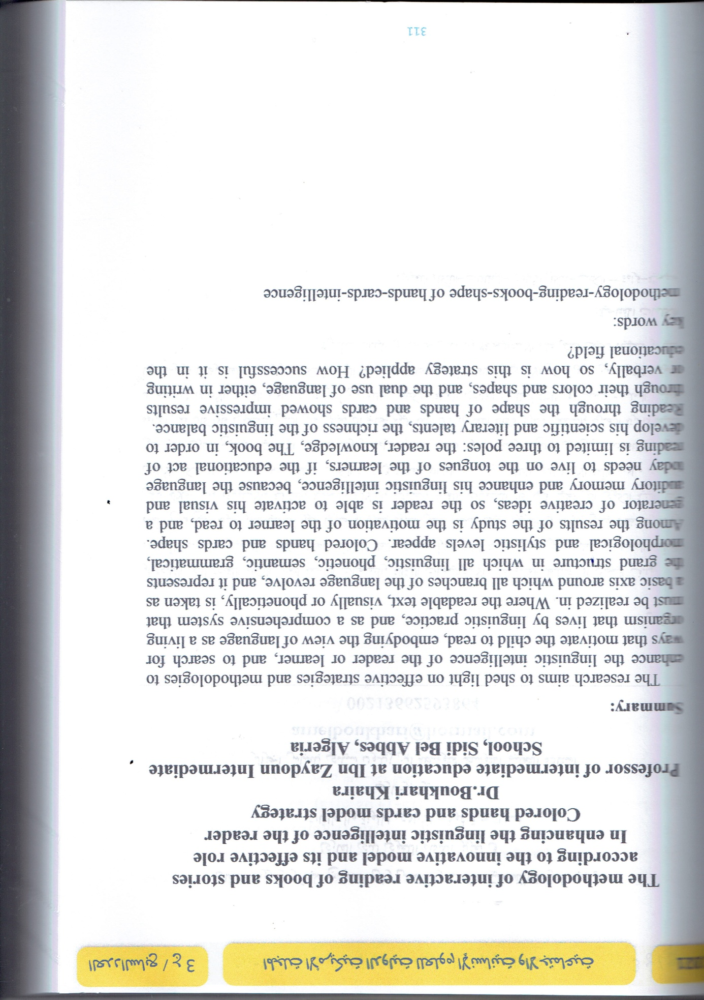 2021
المجلة الأمريكية الدولية للعلوم الإنسانية والاجتماعية
العدد السابع / ج 3
The methodology of interactive reading of books and stories
according to the innovative model and its effective role
In enhancing the linguistic intelligence of the reader
Colored hands and cards model strategy
Dr.Boukhari Khaira
Professor of intermediate education at Ibn Zaydoun Intermediate
School, Sidi Bel Abbes, Algeria
Summary:
The research aims to shed light on effective strategies and methodologies to
enhance the linguistic intelligence of the reader or learner, and to search for
ways that motivate the child to read, embodying the view of language as a living
organism that lives by linguistic practice, and as a comprehensive system that
must be realized in. Where the readable text, visually or phonetically, is taken as
a basic axis around which all branches of the language revolve, and it represents
the grand structure in which all linguistic, phonetic, semantic, grammatical,
morphological and stylistic levels appear. Colored hands and cards shape.
Among the results of the study is the motivation of the learner to read, and a
generator of creative ideas, so the reader is able to activate his visual and
auditory memory and enhance his linguistic intelligence, because the language
today needs to live on the tongues of the learners, if the educational act of
reading is limited to three poles: the reader, knowledge, The book, in order to
develop his scientific and literary talents, the richness of the linguistic balance.
Reading through the shape of hands and cards showed impressive results
through their colors and shapes, and the dual use of language, either in writing
or verbally, so how is this strategy applied? How successful is it in the
educational field?
key words:
methodology-reading-books-shape of hands-cards-intelligence
311